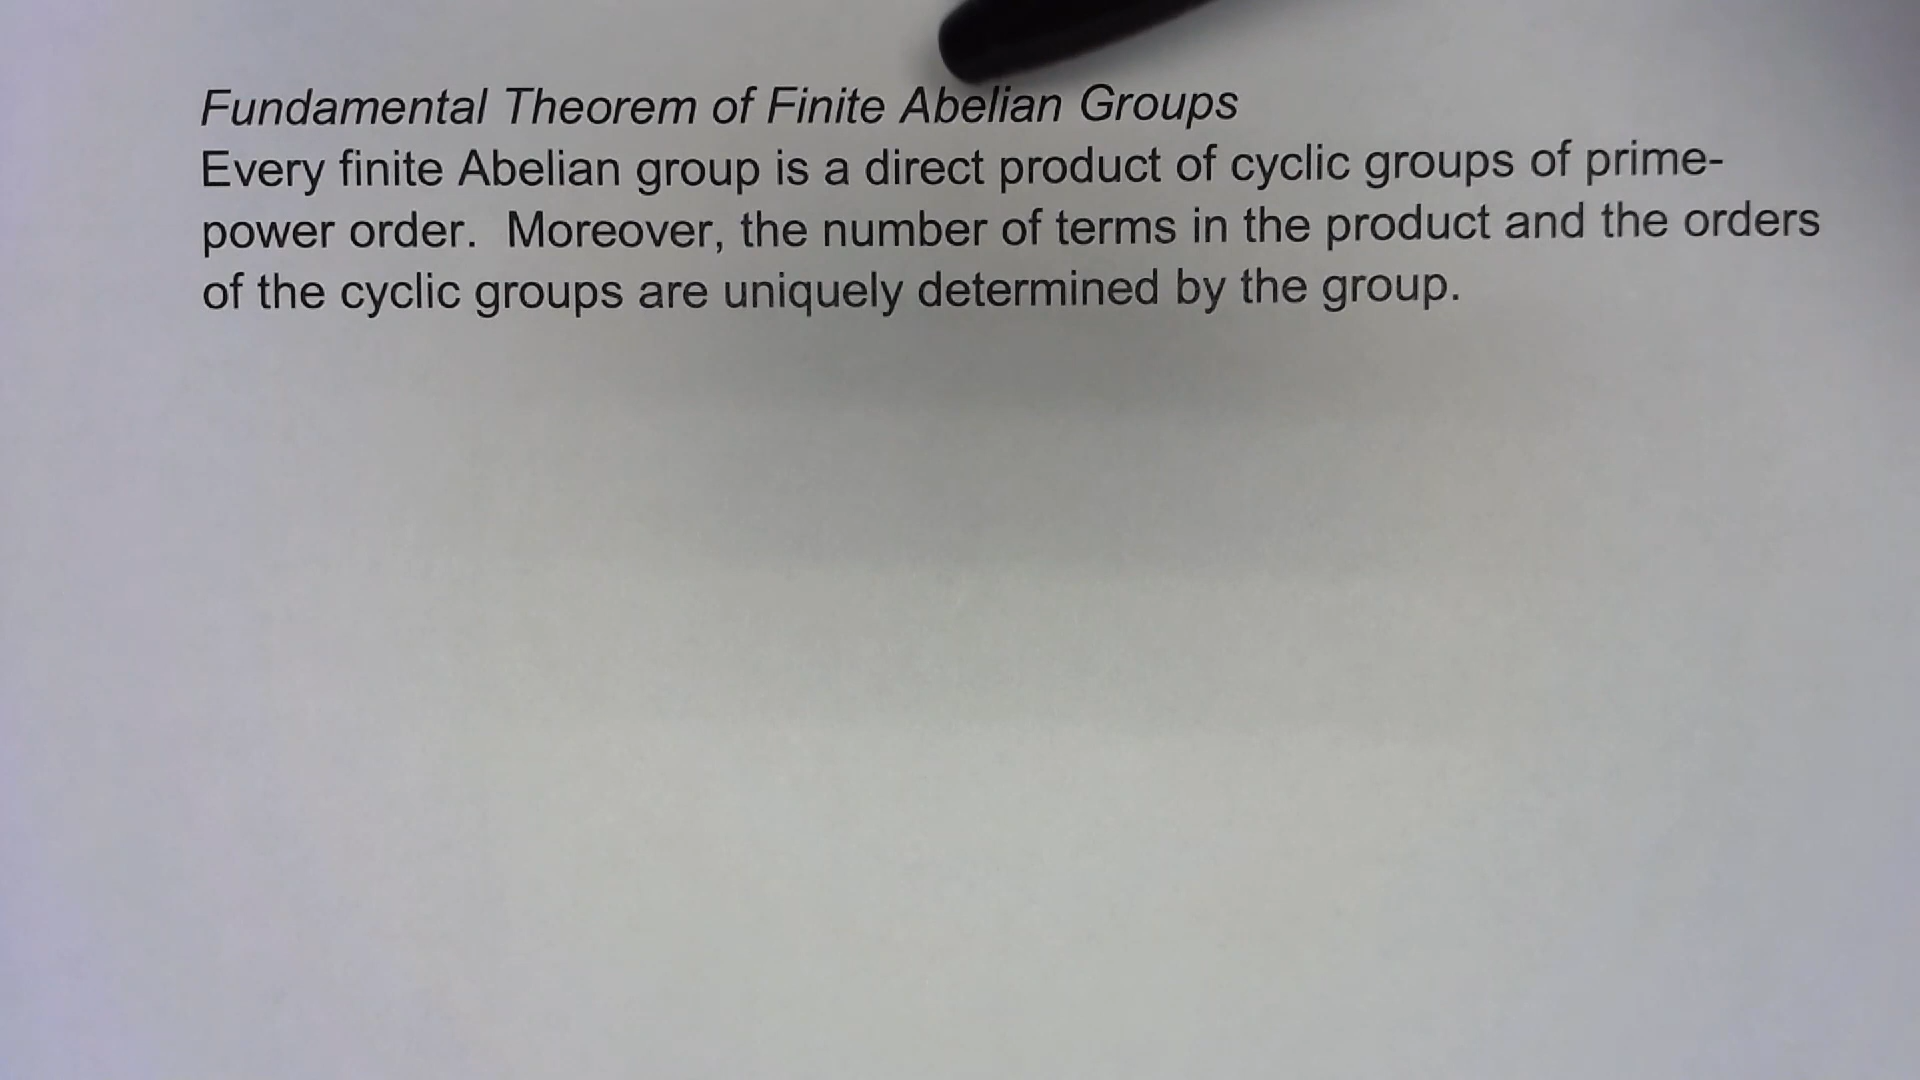 Fundamental Theorem of Finite Abelian Groups
Every finite Abelian group is a direct product of cyclic groups of prime-
power order.  Moreover, the number of terms in the product and the orders
of the cyclic groups are uniquely determined by the group.